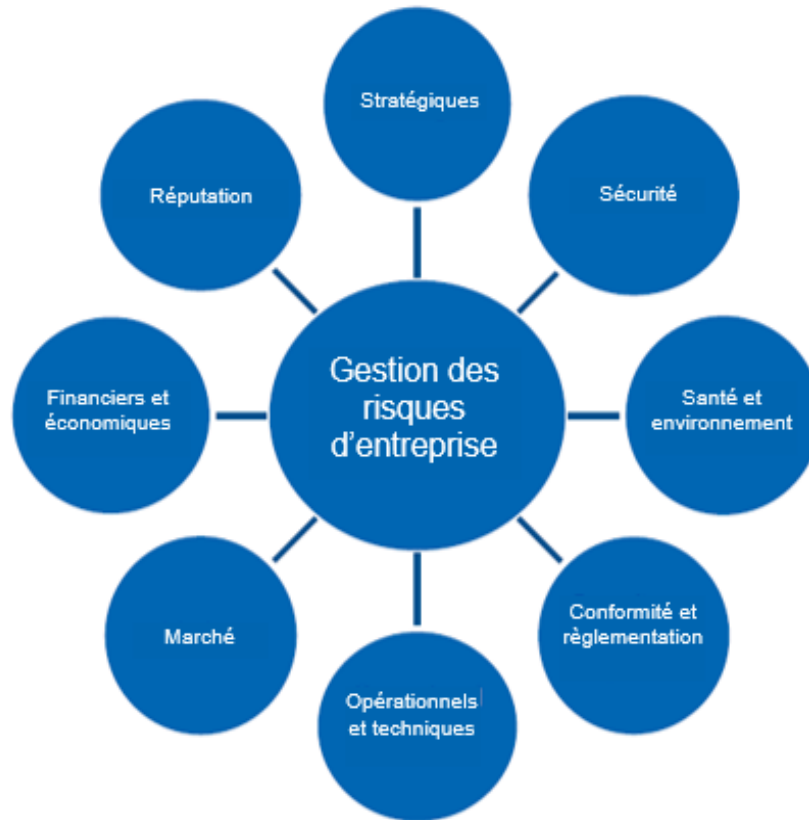 Stratégiques
Réputation
Sécurité
Gestion des
risques
d'entreprise
Financiers et
économiques
Santé et
environnement
Marché
Conformité et
règlementation
Opérationnels
et techniques